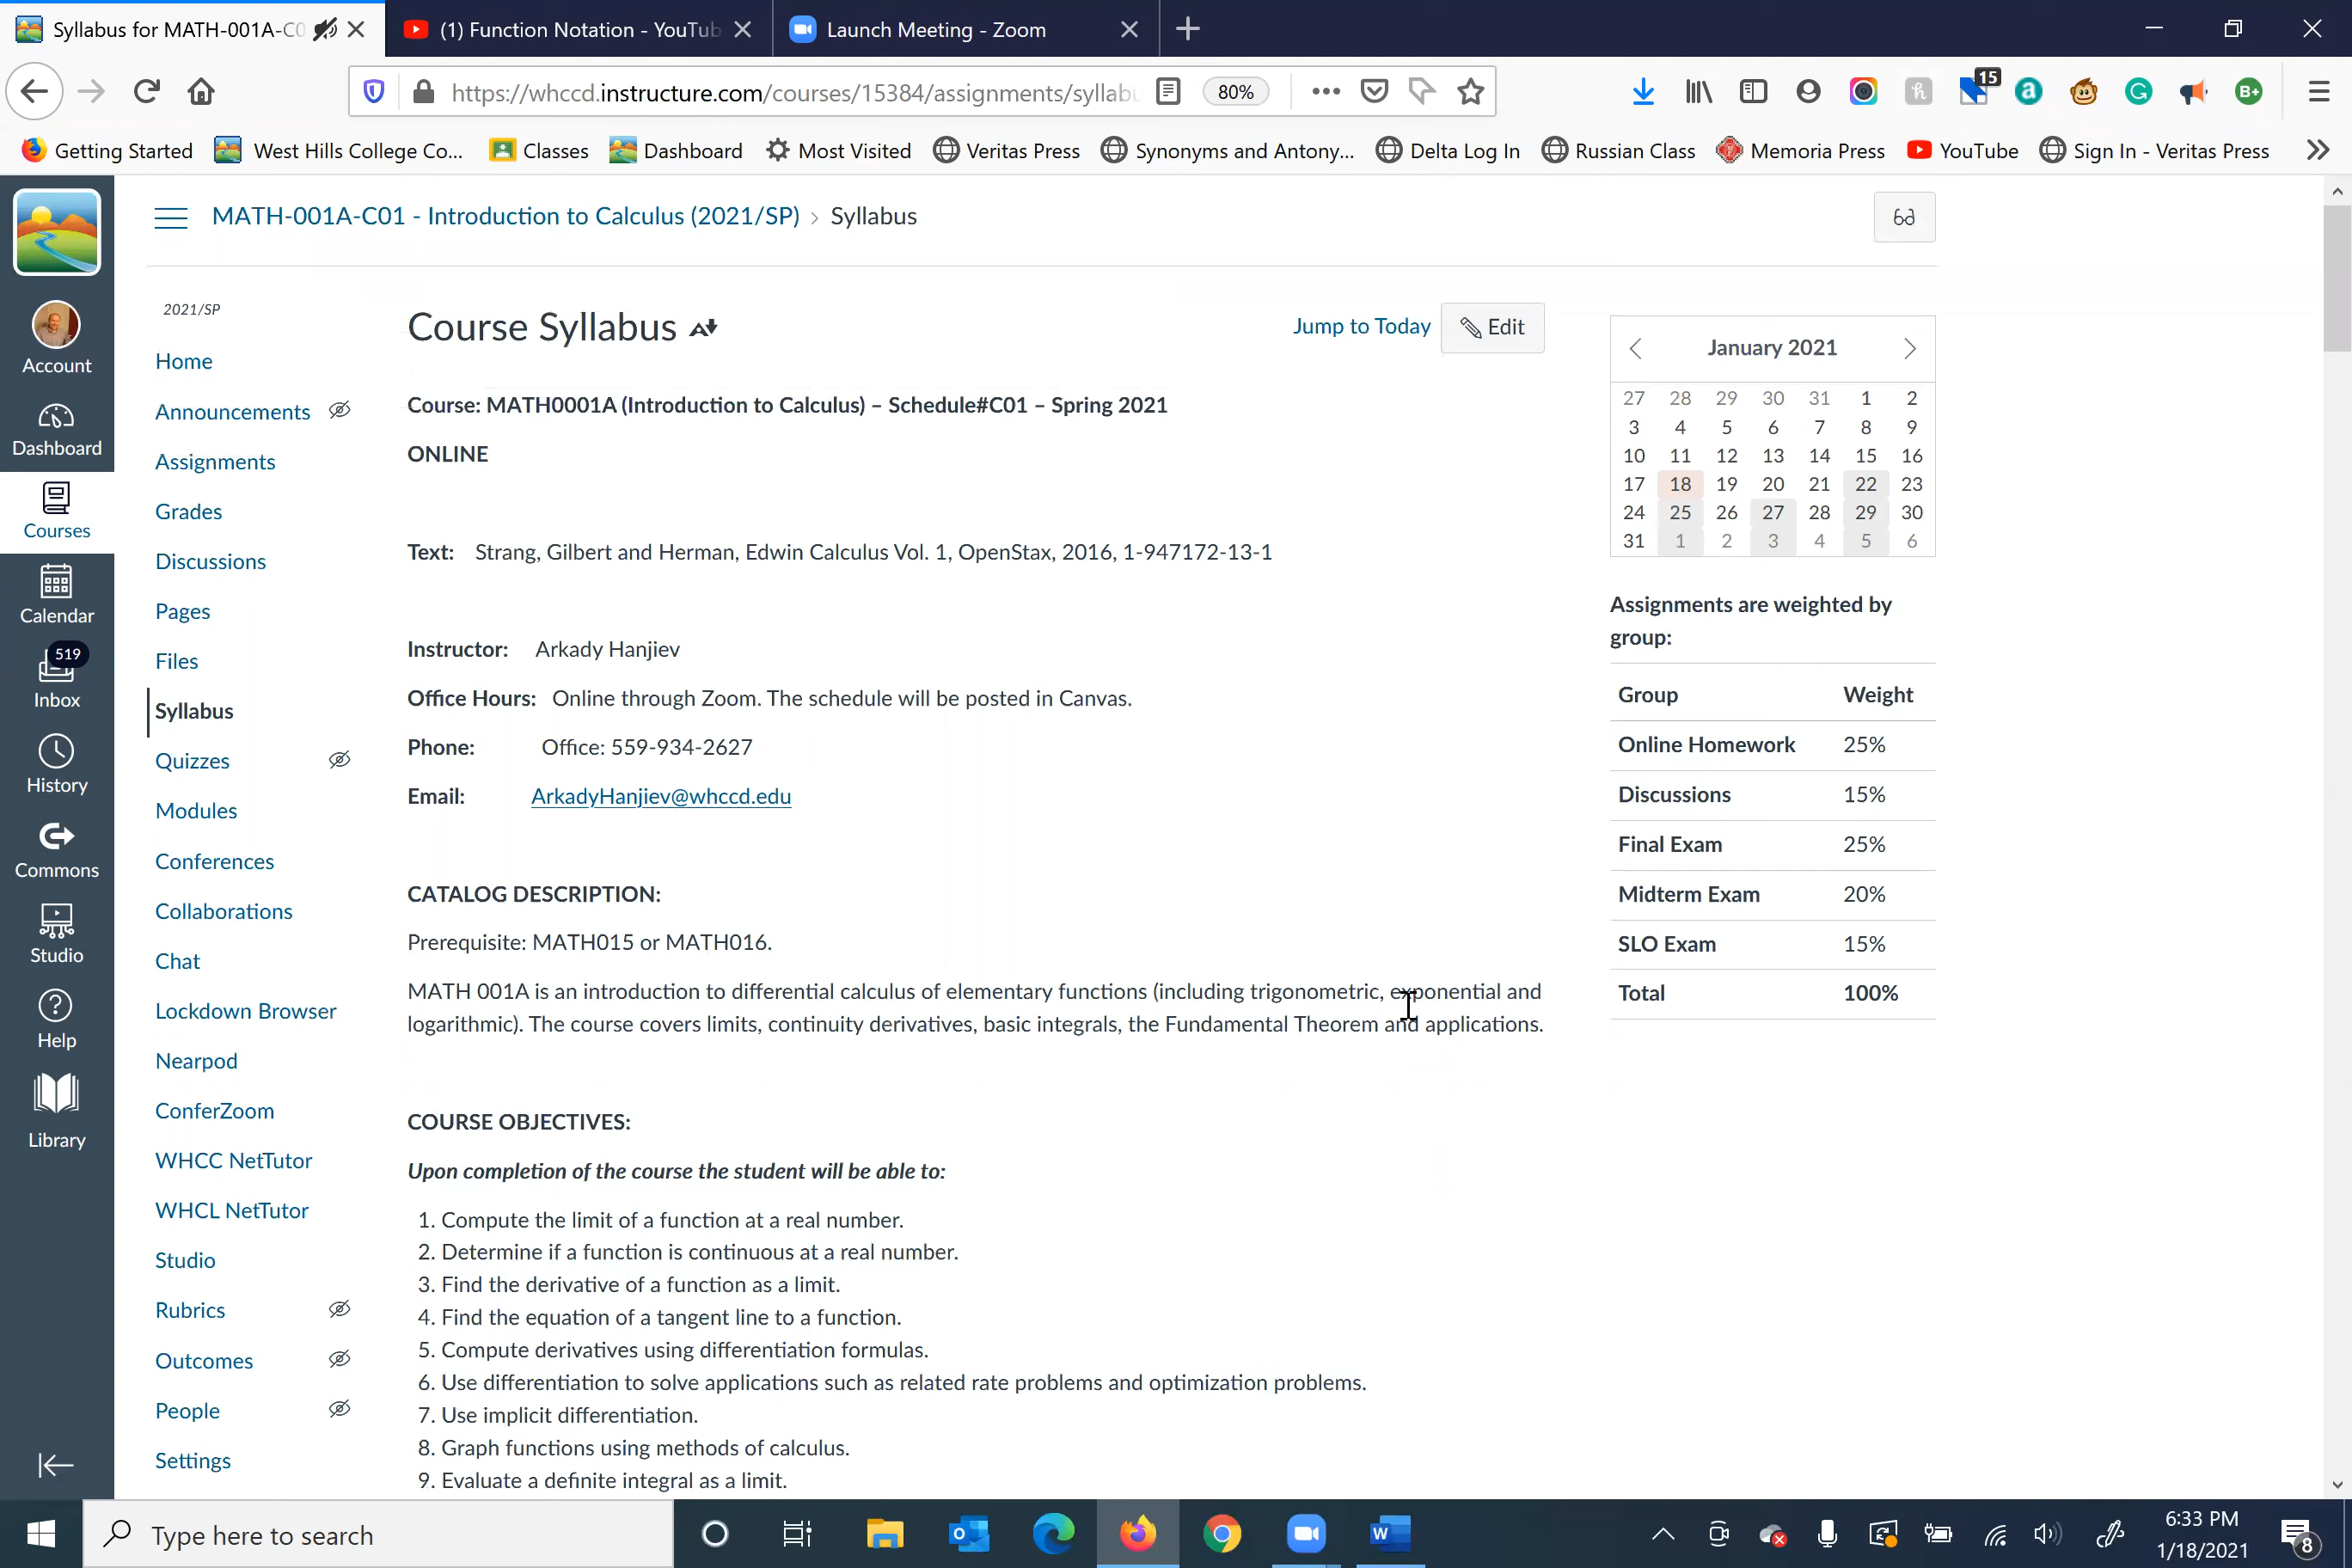 Syllabus for MATH-001A-C0
(1) Function Notation - YouTub
Launch Meeting - Zoom
https://whccd.instructure.com/courses/15384/assignments/syllabu
80%
15
Getting Started
West Hills College Co...
Classes
Dashboard
Most Visited
Veritas Press
Synonyms and Antony...
Delta Log In
Russian Class
Memoria Press
YouTube
Sign In - Veritas Press
MATH-001A-C01 - Introduction to Calculus (2021/SP) › Syllabus
Account
Dashboard
Courses
Calendar
519
Inbox
History
Commons
Studio
Help
Library
2021/SP
Home
Announcements
Assignments
Grades
Discussions
Pages
Files
Syllabus
Quizzes
Modules
Conferences
Collaborations
Chat
Lockdown Browser
Nearpod
ConferZoom
WHCC NetTutor
WHCL NetTutor
Studio
Rubrics
Outcomes
People
Settings
Course Syllabus
Jump to Today
Edit
Course: MATH0001A (Introduction to Calculus) – Schedule#C01 – Spring 2021
ONLINE
Text: Strang, Gilbert and Herman, Edwin Calculus Vol. 1, OpenStax, 2016, 1-947172-13-1
Instructor: Arkady Hanjiev
Office Hours: Online through Zoom. The schedule will be posted in Canvas.
Phone: Office: 559-934-2627
Email: ArkadyHanjiev@whccd.edu
CATALOG DESCRIPTION:
Prerequisite: MATH015 or MATH016.
MATH 001A is an introduction to differential calculus of elementary functions (including trigonometric, exponential and
logarithmic). The course covers limits, continuity derivatives, basic integrals, the Fundamental Theorem and applications.
COURSE OBJECTIVES:
Upon completion of the course the student will be able to:
1. Compute the limit of a function at a real number.
2. Determine if a function is continuous at a real number.
3. Find the derivative of a function as a limit.
4. Find the equation of a tangent line to a function.
5. Compute derivatives using differentiation formulas.
6. Use differentiation to solve applications such as related rate problems and optimization problems.
7. Use implicit differentiation.
8. Graph functions using methods of calculus.
9. Evaluate a definite integral as a limit.
January 2021
27 28 29 30 31 1 2
3 4 5 6 7 8 9
10 11 12 13 14 15 16
17 18 19 20 21 22 23
24 25 26 27 28 29 30
31 1 2 3 4 5 6
Assignments are weighted by
group:
Group Weight
Online Homework 25%
Discussions 15%
Final Exam 25%
Midterm Exam 20%
SLO Exam 15%
Total 100%
Type here to search
6:33 PM
1/18/2021
8